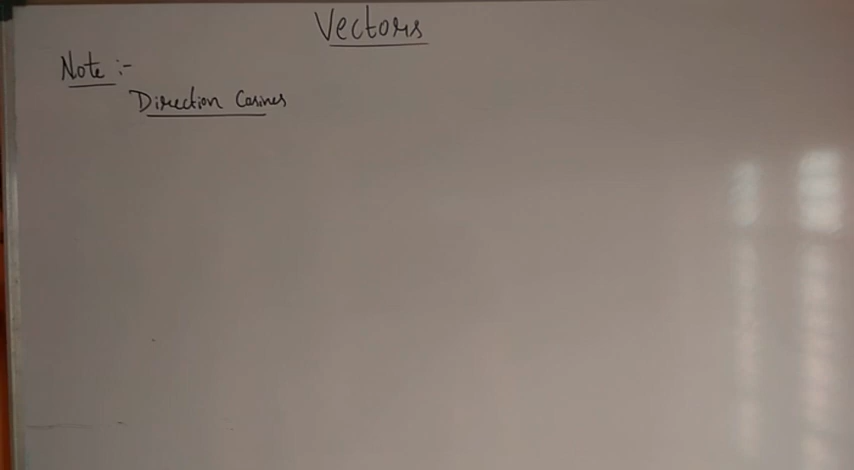 Vectors
Note :-
Direction Cosines